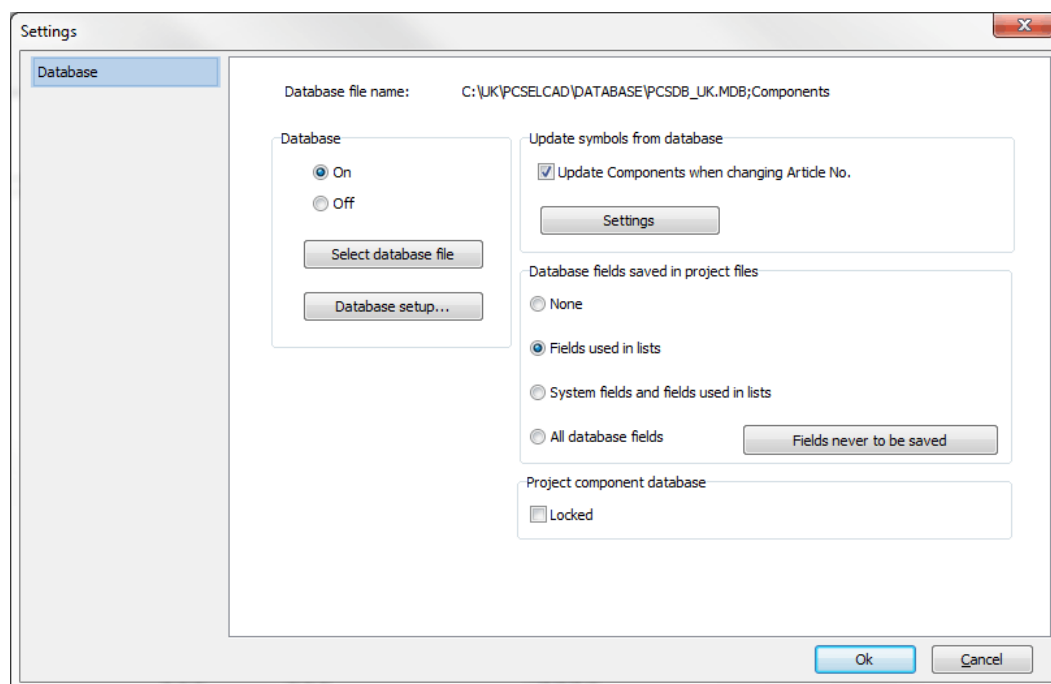 Settings
Database
Database file name: C:\UK\PCSELCAD\DATABASE\PCSDB_UK.MDB;Components
Database
On
Off
Select database file
Database setup...
Update symbols from database
Update Components when changing Article No.
Settings
Database fields saved in project files
None
Fields used in lists
System fields and fields used in lists
All database fields
Fields never to be saved
Project component database
Locked
Ok
Cancel